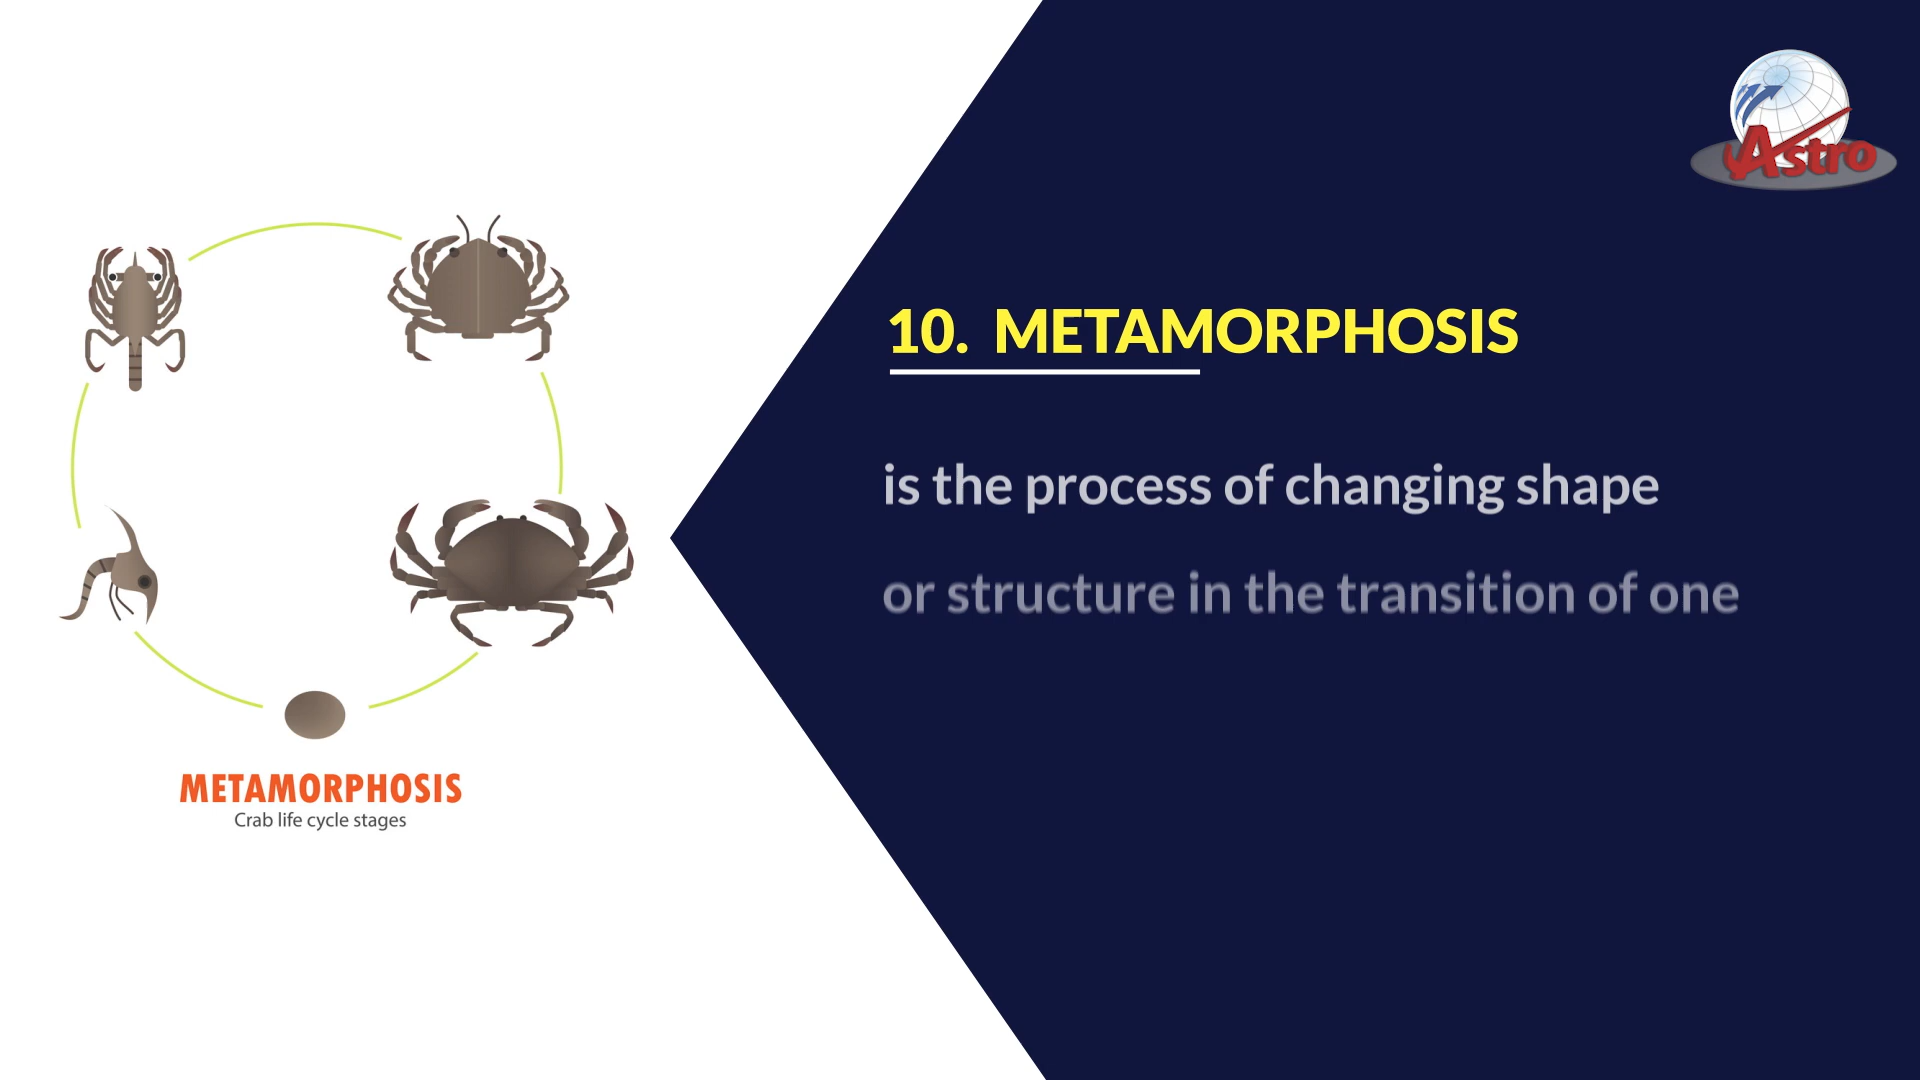 Astro
10. METAMORPHOSIS
is the process of changing shape
or structure in the transition of one
METAMORPHOSIS
Crab life cycle stages